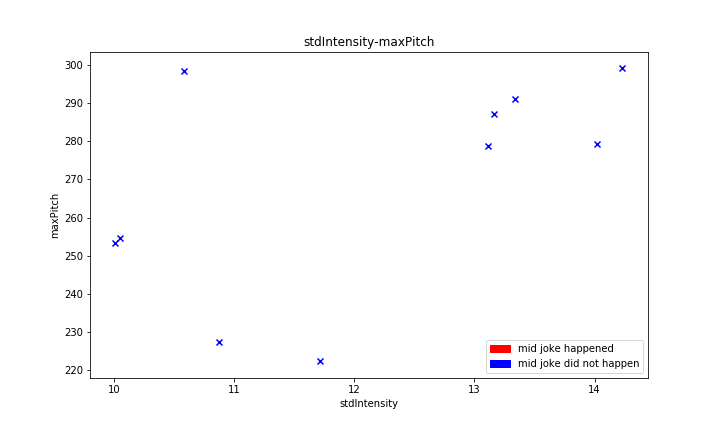 stdIntensity-maxPitch
300
290
280
270
260
250
240
230
220
maxPitch
10
11
12
13
14
stdIntensity
mid joke happened
mid joke did not happen